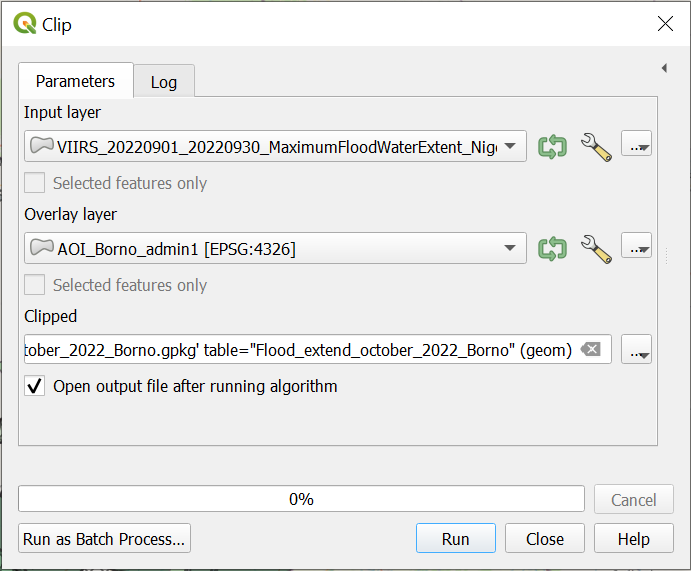 Clip
Parameters
Log
Input layer
VIIRS_20220901_20220930_MaximumFloodWaterExtent_Nig
...
Selected features only
Overlay layer
AOI_Borno_admin1 [EPSG:4326]
...
Selected features only
Clipped
tober_2022_Borno.gpkg' table="Flood_extend_october_2022_Borno" (geom)
...
Open output file after running algorithm
0%
Cancel
Run as Batch Process...
Run
Close
Help